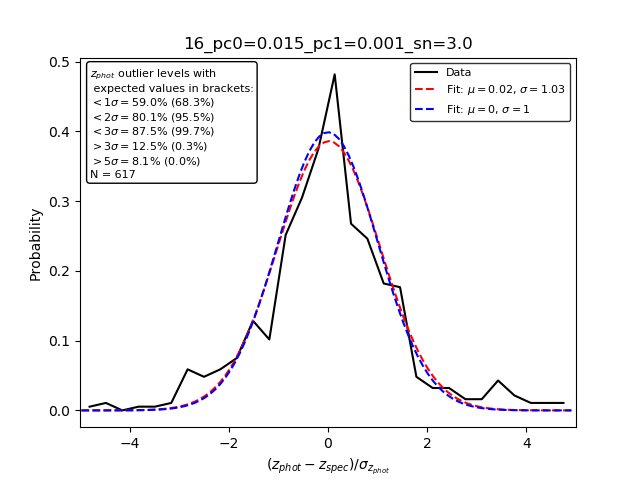 16_pc0=0.015_pc1=0.001_sn=3.0
z_phot outlier levels with
expected values in brackets:
< 1σ = 59.0% (68.3%)
< 2σ = 80.1% (95.5%)
< 3σ = 87.5% (99.7%)
> 3σ = 12.5% (0.3%)
> 5σ = 8.1% (0.0%)
N = 617
Data
Fit: μ = 0.02, σ = 1.03
Fit: μ = 0, σ = 1
Probability
0.5
0.4
0.3
0.2
0.1
0.0
−4 −2 0 2 4
(z_phot − z_spec)/σ_z_phot